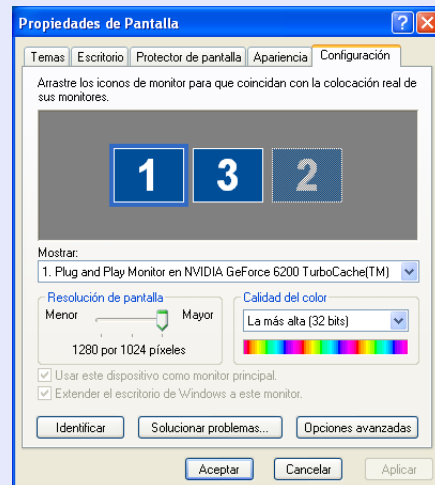 Propiedades de Pantalla
Temas Escritorio Protector de pantalla Apariencia Configuración
Arrastre los iconos de monitor para que coincidan con la colocación real de
sus monitores.
1 3 2
Mostrar:
1. Plug and Play Monitor en NVIDIA GeForce 6200 TurboCache(TM)
Resolución de pantalla
Menor Mayor
1280 por 1024 píxeles
Calidad del color
La más alta (32 bits)
Usar este dispositivo como monitor principal.
Extender el escritorio de Windows a este monitor.
Identificar Solucionar problemas... Opciones avanzadas
Aceptar Cancelar Aplicar